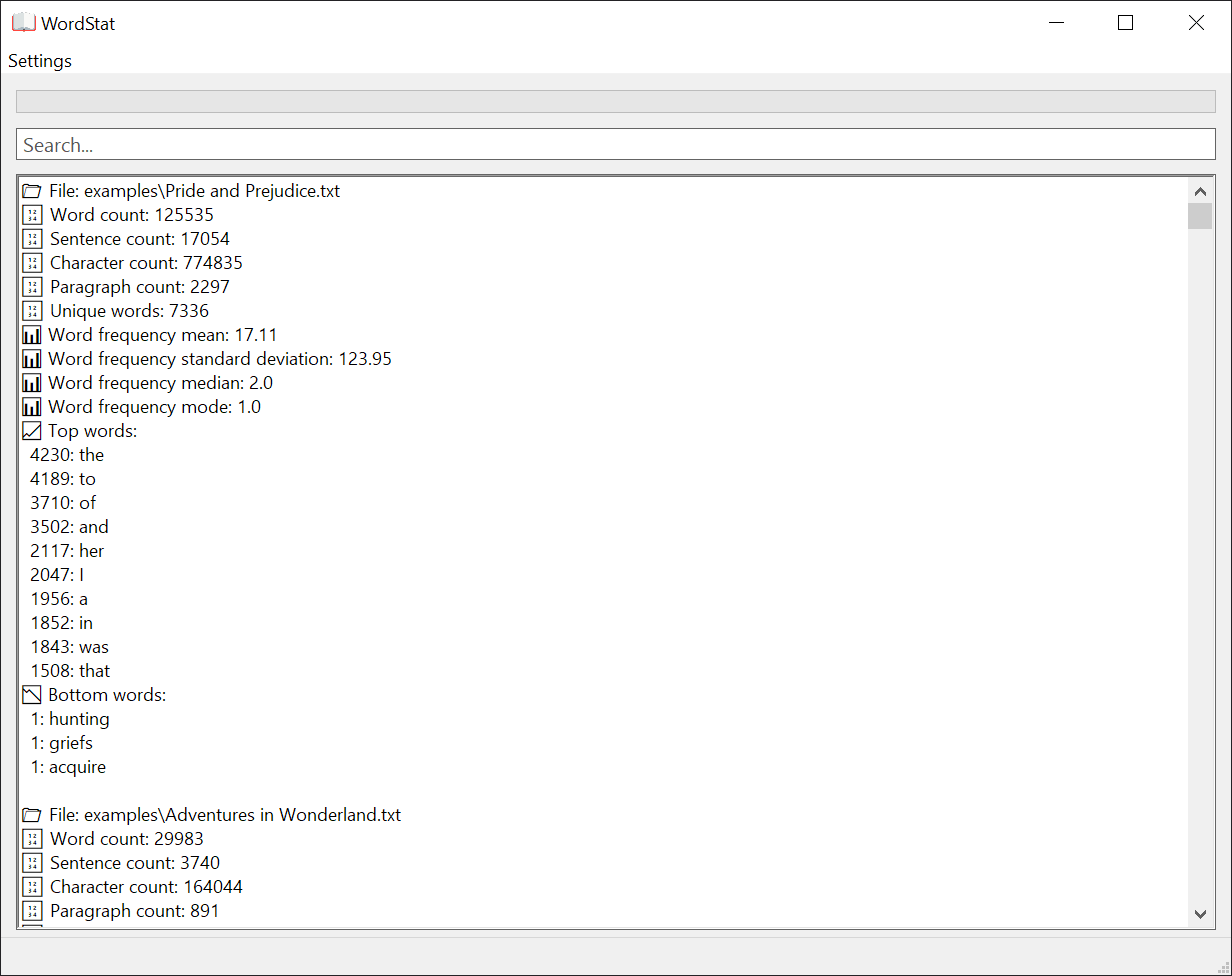 WordStat
Settings
Search...
File: examples\Pride and Prejudice.txt
Word count: 125535
Sentence count: 17054
Character count: 774835
Paragraph count: 2297
Unique words: 7336
Word frequency mean: 17.11
Word frequency standard deviation: 123.95
Word frequency median: 2.0
Word frequency mode: 1.0
Top words:
4230: the
4189: to
3710: of
3502: and
2117: her
2047: I
1956: a
1852: in
1843: was
1508: that
Bottom words:
1: hunting
1: griefs
1: acquire
File: examples\Adventures in Wonderland.txt
Word count: 29983
Sentence count: 3740
Character count: 164044
Paragraph count: 891